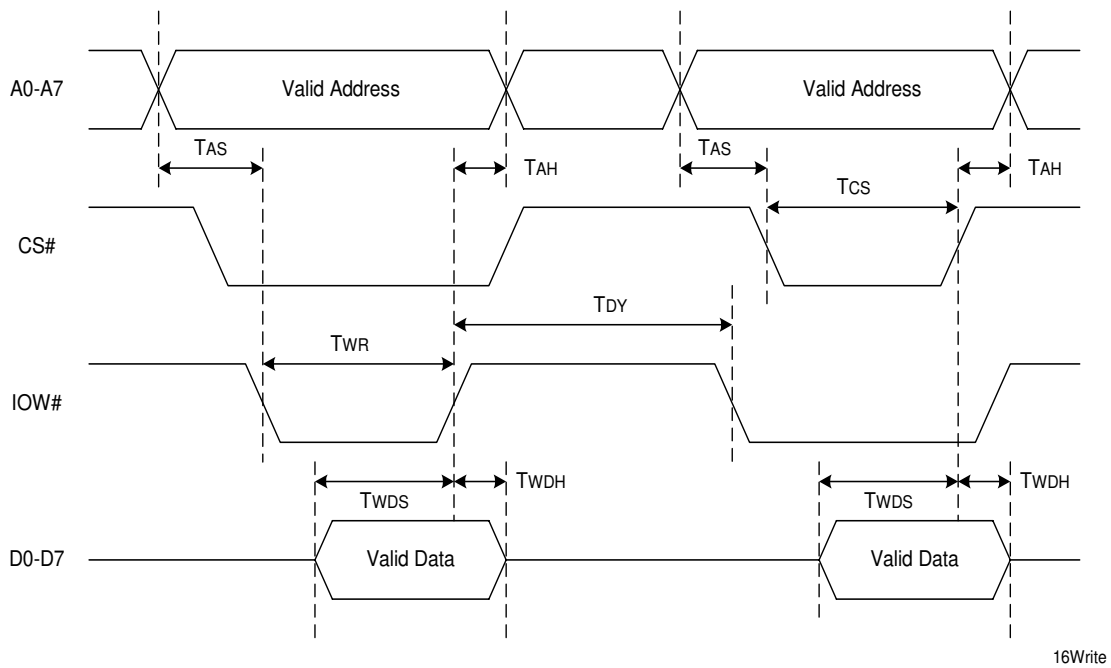 A0-A7
Valid Address
Valid Address
TAS
TAH
TAS
TAH
TCS
CS#
TDY
TWR
IOW#
TWDS
TWDH
TWDS
TWDH
D0-D7
Valid Data
Valid Data
16Write